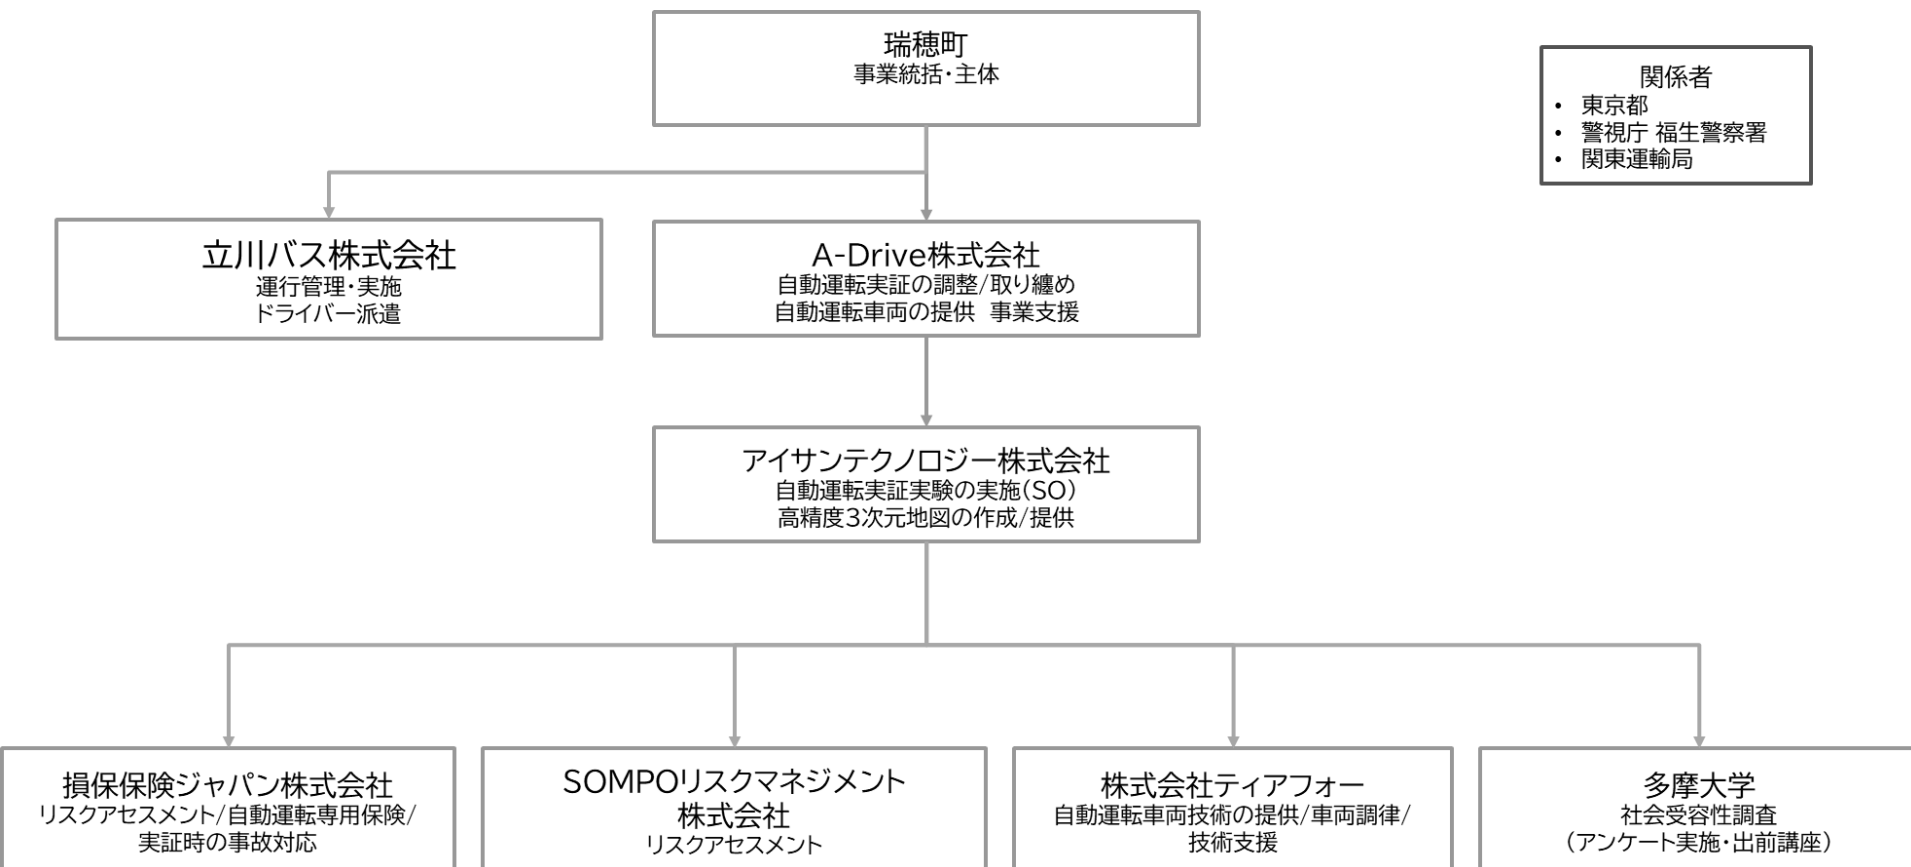 瑞穂町
事業統括・主体
関係者
• 東京都
• 警視庁 福生警察署
• 関東運輸局
立川バス株式会社
運行管理・実施
ドライバー派遣
A-Drive株式会社
自動運転実証の調整/取り纏め
自動運転車両の提供 事業支援
アイサンテクノロジー株式会社
自動運転実証実験の実施(SO)
高精度3次元地図の作成/提供
損保保険ジャパン株式会社
リスクアセスメント/自動運転専用保険/
実証時の事故対応
SOMPOリスクマネジメント
株式会社
リスクアセスメント
株式会社ティアフォー
自動運転車両技術の提供/車両調律/
技術支援
多摩大学
社会受容性調査
(アンケート実施・出前講座)